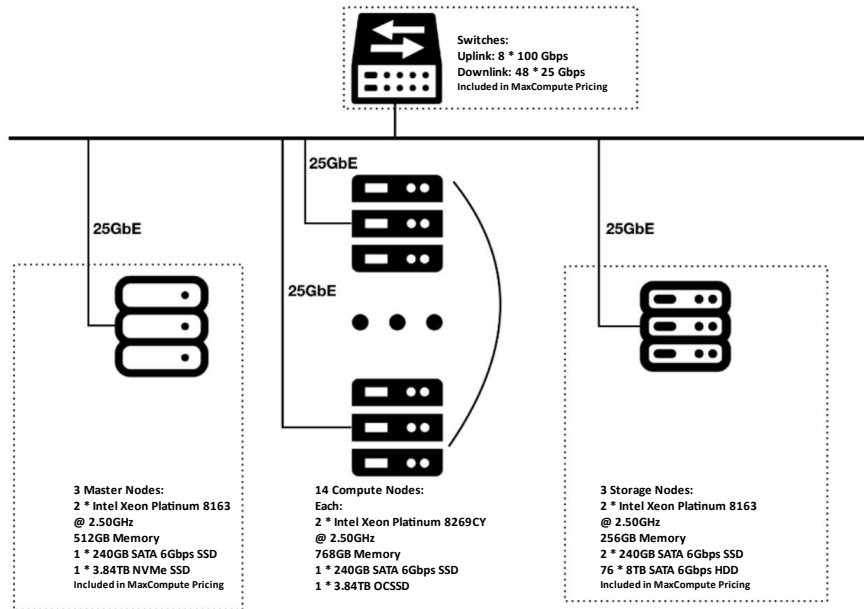 Switches:
Uplink: 8 * 100 Gbps
Downlink: 48 * 25 Gbps
Included in MaxCompute Pricing
25GbE
25GbE
25GbE
25GbE
3 Master Nodes:
2 * Intel Xeon Platinum 8163
@ 2.50GHz
512GB Memory
1 * 240GB SATA 6Gbps SSD
1 * 3.84TB NVMe SSD
Included in MaxCompute Pricing
14 Compute Nodes:
Each:
2 * Intel Xeon Platinum 8269CY
@ 2.50GHz
768GB Memory
1 * 240GB SATA 6Gbps SSD
1 * 3.84TB OCSSD
3 Storage Nodes:
2 * Intel Xeon Platinum 8163
@ 2.50GHz
256GB Memory
2 * 240GB SATA 6Gbps SSD
76 * 8TB SATA 6Gbps HDD
Included in MaxCompute Pricing